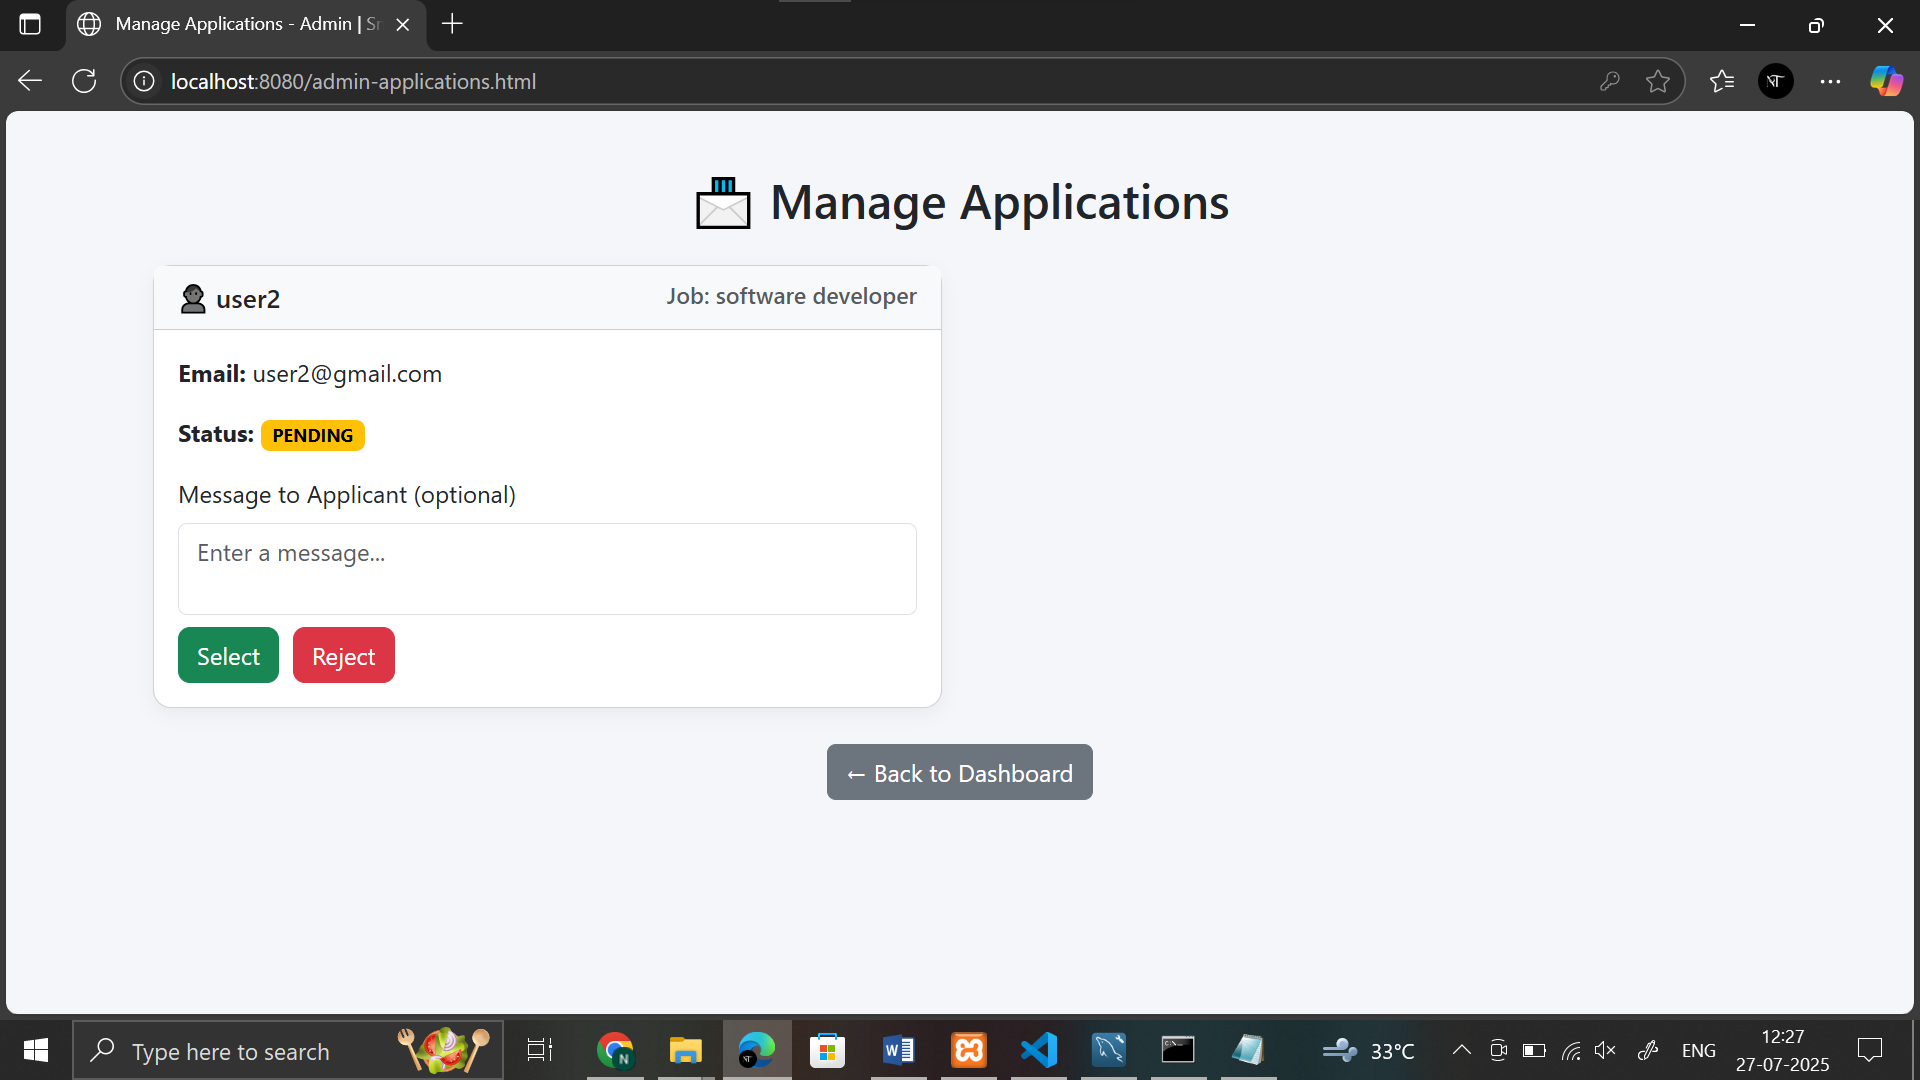 Manage Applications - Admin | Sr
localhost:8080/admin-applications.html
NT
Manage Applications
user2
Job: software developer
Email: user2@gmail.com
Status: PENDING
Message to Applicant (optional)
Enter a message...
Select Reject
← Back to Dashboard
Type here to search
N
NT
W
33°C
ENG
12:27
27-07-2025